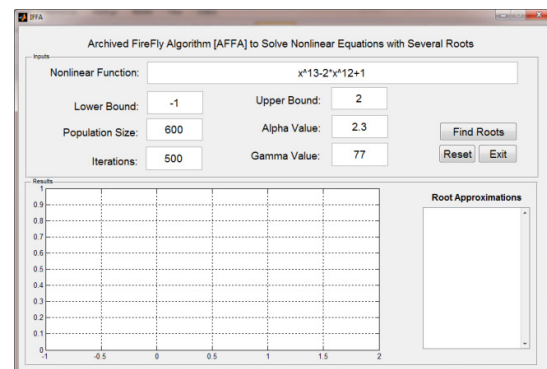 IFFA
Archived FireFly Algorithm [AFFA] to Solve Nonlinear Equations with Several Roots
Inputs
Nonlinear Function: x^13-2*x^12+1
Lower Bound: -1 Upper Bound: 2
Population Size: 600 Alpha Value: 2.3 Find Roots
Iterations: 500 Gamma Value: 77 Reset Exit
Results
Root Approximations
1
0.9
0.8
0.7
0.6
0.5
0.4
0.3
0.2
0.1
0
-1 -0.5 0 0.5 1 1.5 2